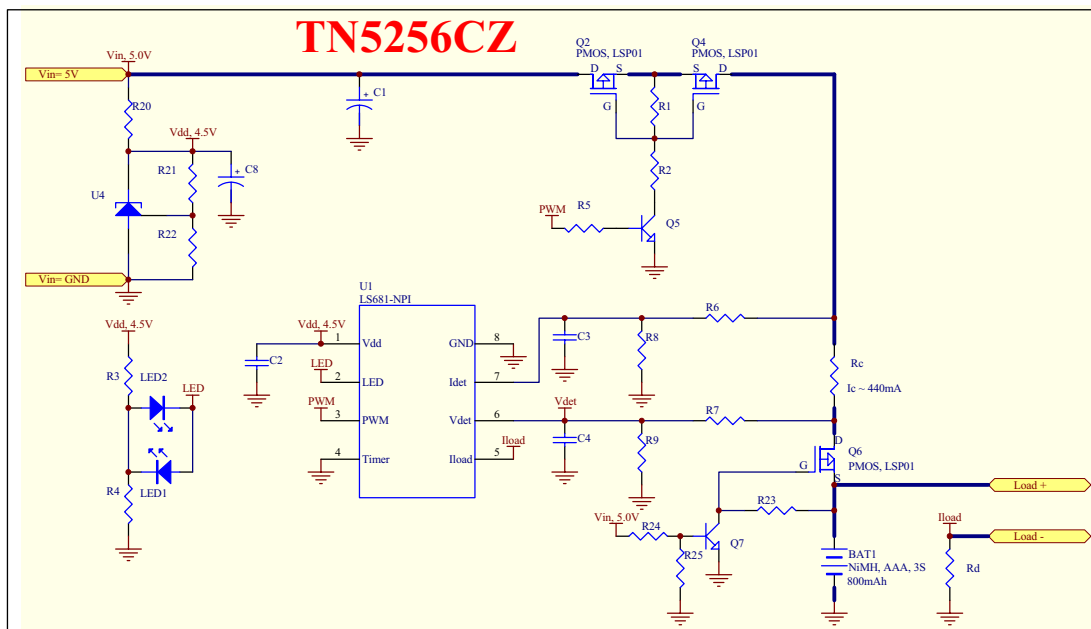 TN5256CZ
Vin, 5.0V
Vin= 5V
R20
Vdd, 4.5V
R21
C8
U4
R22
Vin= GND
C1
Q2
PMOS, LSP01
Q4
PMOS, LSP01
D
S
S
D
G
R1
G
R2
PWM
R5
Q5
U1
LS681-NPI
Vdd, 4.5V
1
Vdd
GND
8
C2
LED
2
LED
Idet
7
PWM
3
PWM
Vdet
6
4
Timer
Iload
5
Iload
C3
R8
R6
Vdet
C4
R9
R7
Rc
Ic ~ 440mA
D
Q6
G
PMOS, LSP01
S
Load +
Vdd, 4.5V
R3
LED2
LED
LED1
R4
Vin, 5.0V
R24
R25
Q7
R23
BAT1
NiMH, AAA, 3S
800mAh
Iload
Load -
Rd